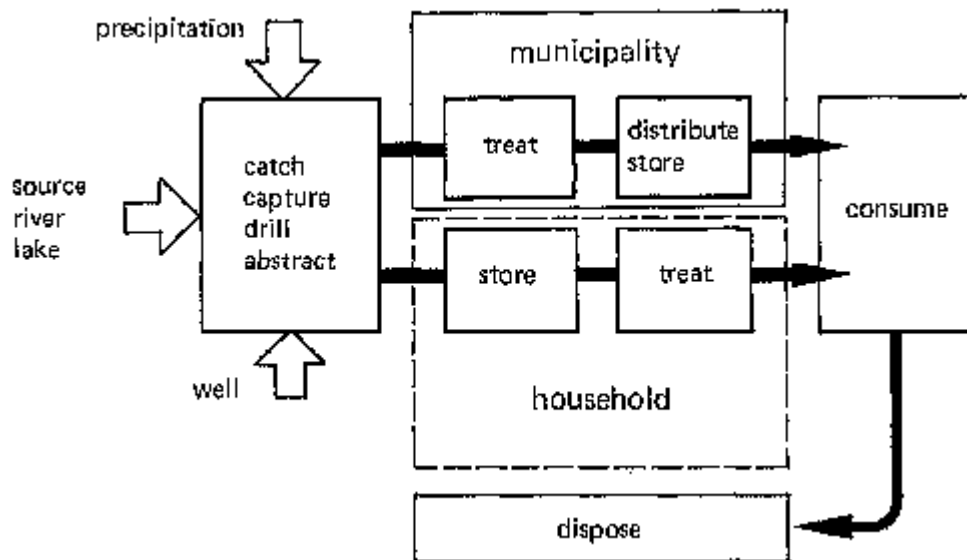 precipitation
municipality
treat
distribute
store
source
river
lake
catch
capture
drill
abstract
consume
store
treat
well
household
dispose